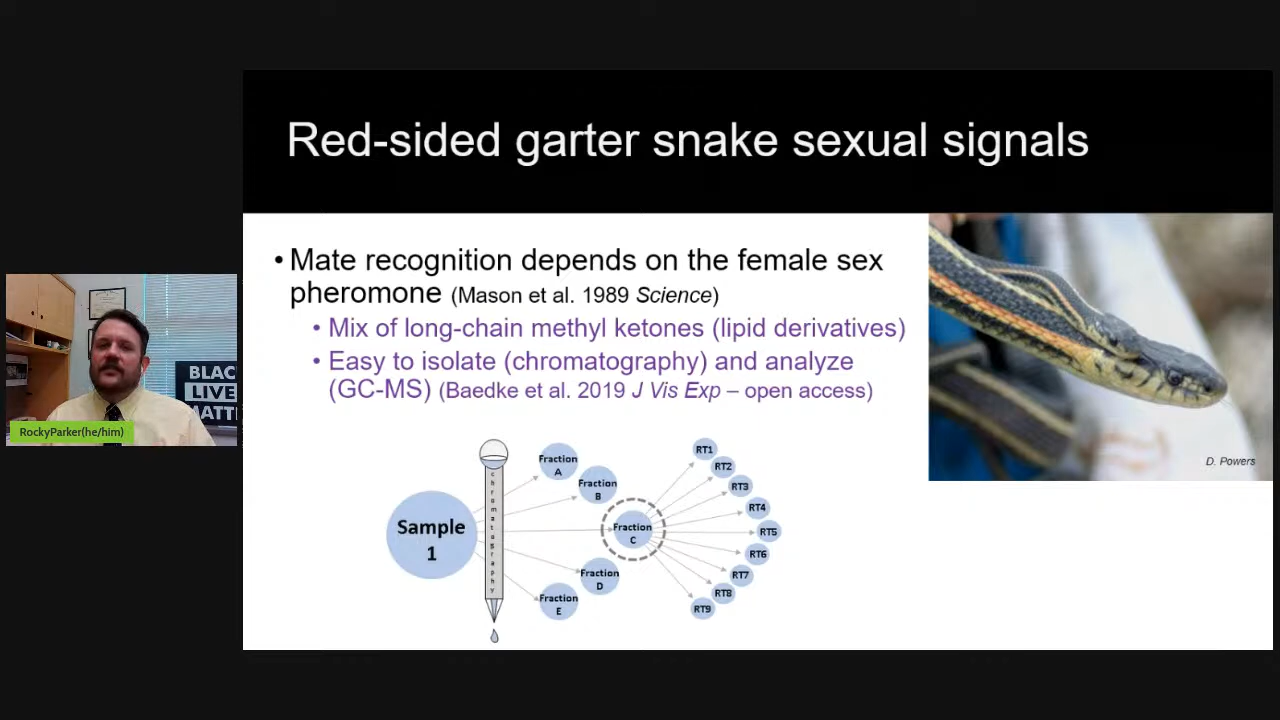 Red-sided garter snake sexual signals
• Mate recognition depends on the female sex
pheromone (Mason et al. 1989 Science)
• Mix of long-chain methyl ketones (lipid derivatives)
• Easy to isolate (chromatography) and analyze
(GC-MS) (Baedke et al. 2019 J Vis Exp – open access)
D. Powers
BLAC
LIVE
MATT
RockyParker(he/him)
Sample
1
chromatography
Fraction
A
Fraction
B
Fraction
C
Fraction
D
Fraction
E
RT1
RT2
RT3
RT4
RT5
RT6
RT7
RT8
RT9